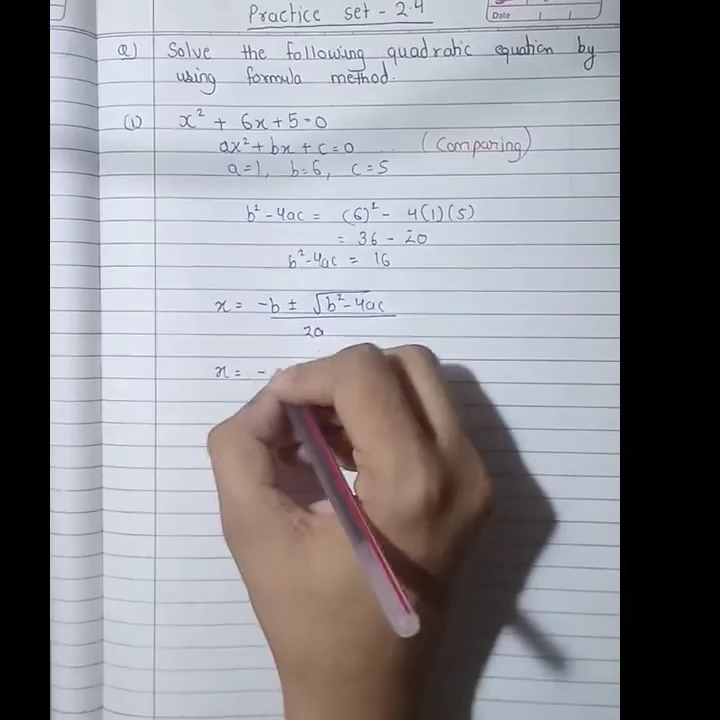 Practice set - 2.4
Date
Q) Solve the following quadratic equation by
using formula method.
(1) x² + 6x + 5 = 0
ax² + bx + c = 0 (Comparing)
a = 1, b = 6, c = 5
b² - 4ac = (6)² - 4(1)(5)
= 36 - 20
b² - 4ac = 16
x = -b ± √b² - 4ac
2a
x = -